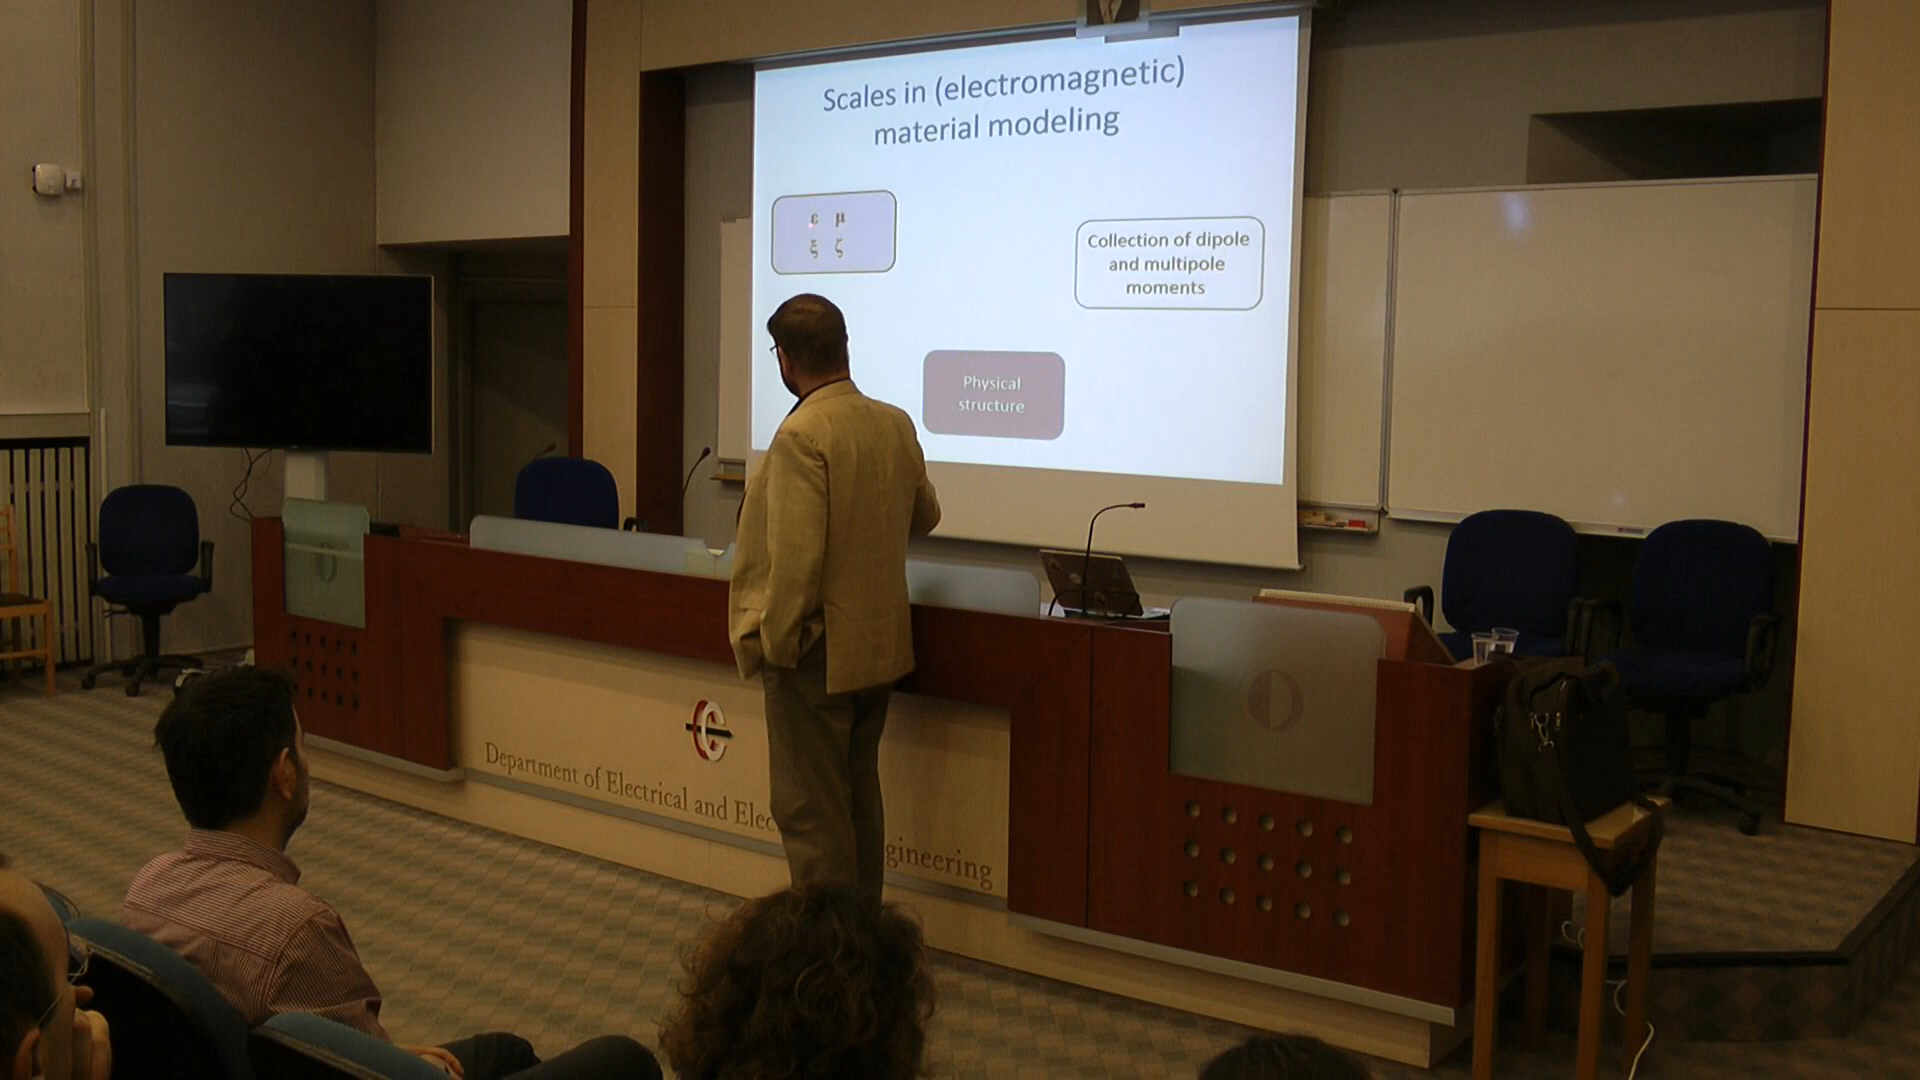 Scales in (electromagnetic)
material modeling
ε μ
ξ ζ
Collection of dipole
and multipole
moments
Physical
structure
Department of Electrical and Elec
gineering